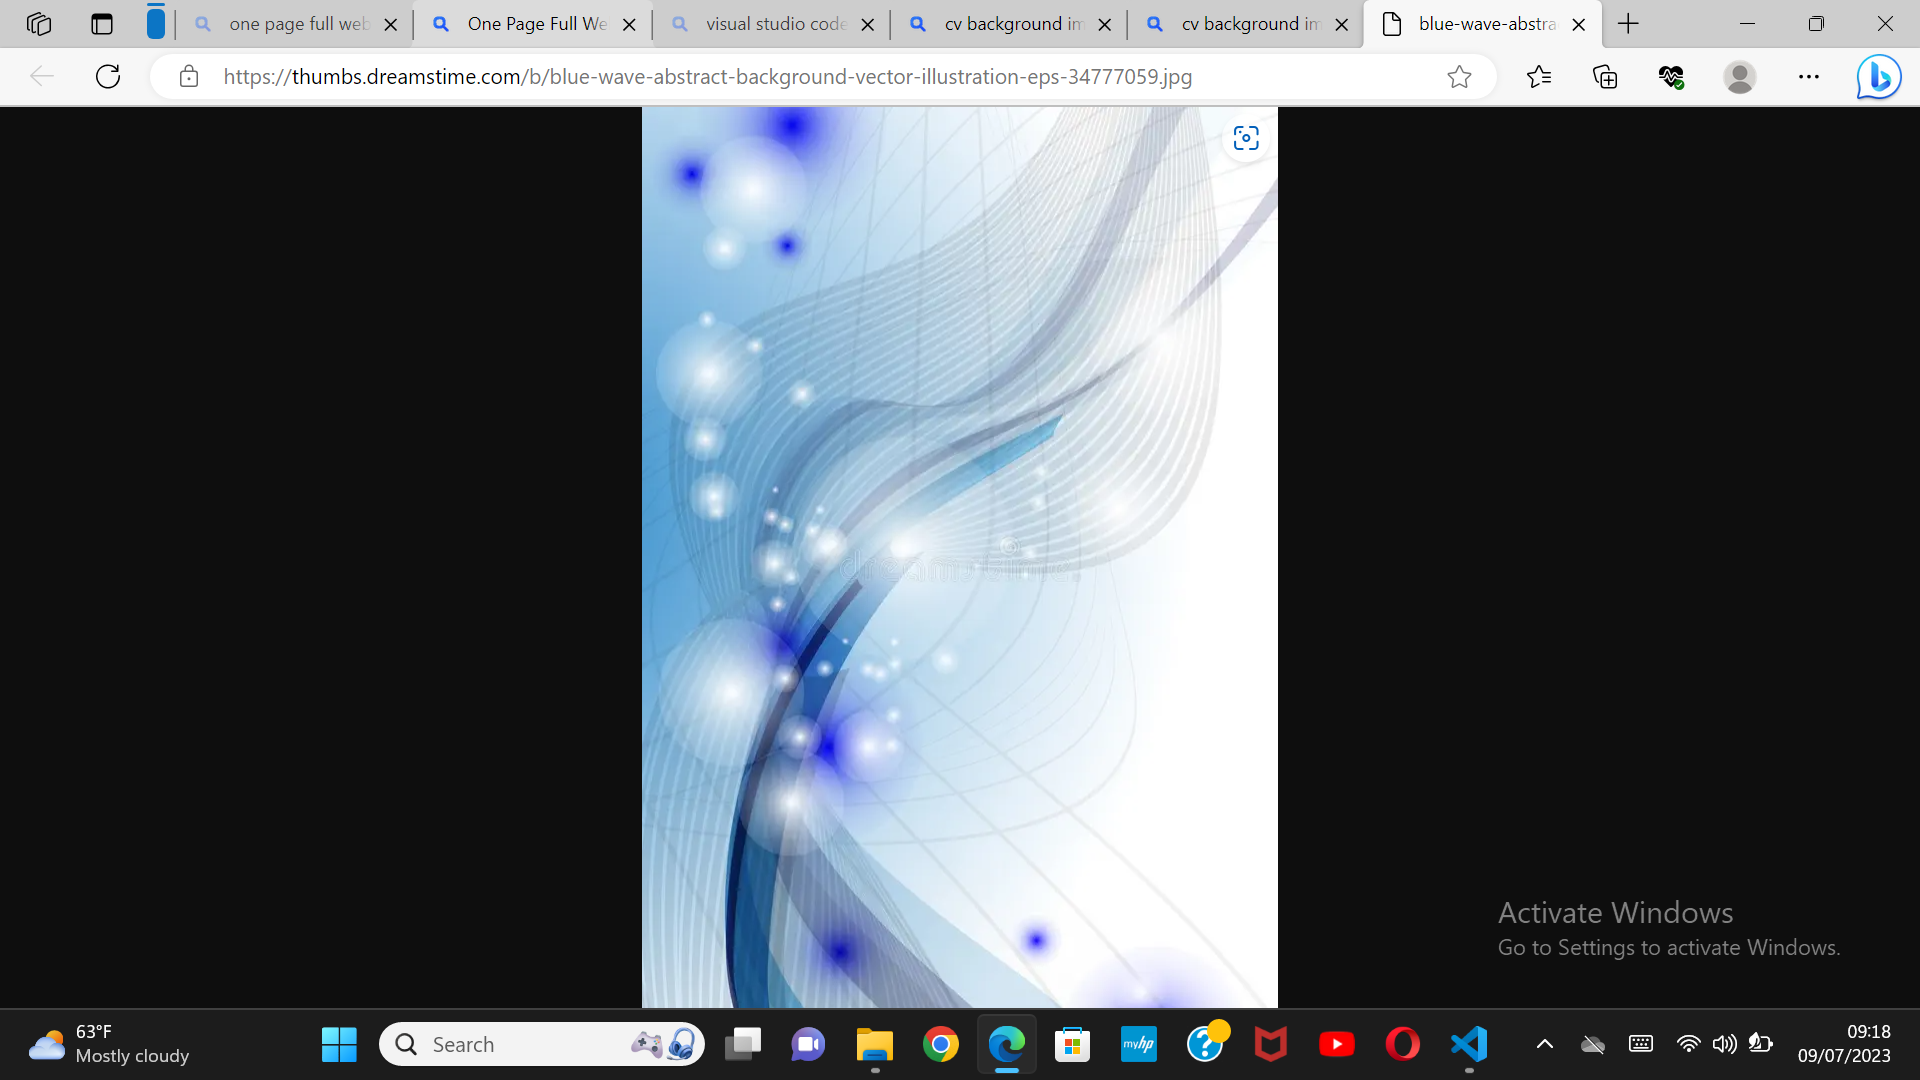 one page full web
One Page Full We
visual studio code
cv background im
cv background im
blue-wave-abstra
https://thumbs.dreamstime.com/b/blue-wave-abstract-background-vector-illustration-eps-34777059.jpg
dreamstime
Activate Windows
Go to Settings to activate Windows.
63°F
Mostly cloudy
Search
myhp
09:18
09/07/2023